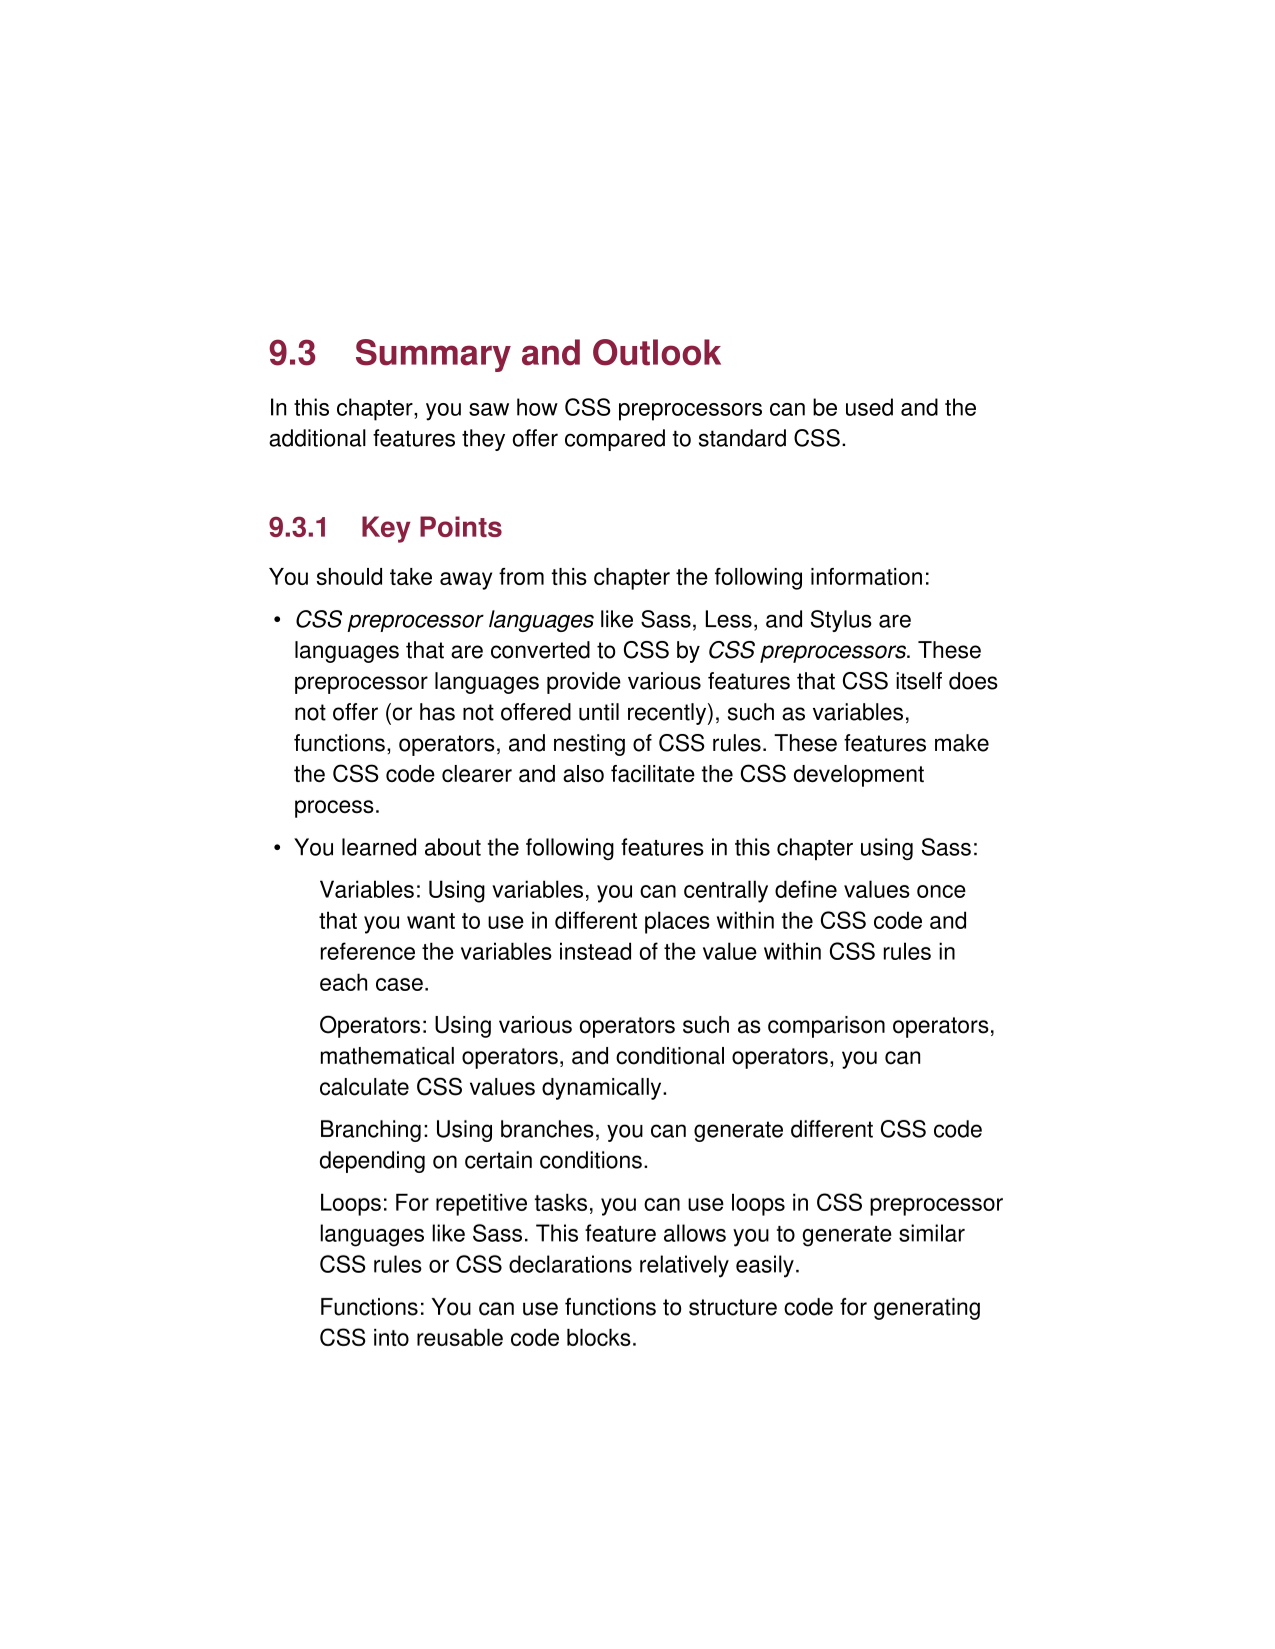 9.3 Summary and Outlook
In this chapter, you saw how CSS preprocessors can be used and the
additional features they offer compared to standard CSS.
9.3.1 Key Points
You should take away from this chapter the following information:
• CSS preprocessor languages like Sass, Less, and Stylus are
languages that are converted to CSS by CSS preprocessors. These
preprocessor languages provide various features that CSS itself does
not offer (or has not offered until recently), such as variables,
functions, operators, and nesting of CSS rules. These features make
the CSS code clearer and also facilitate the CSS development
process.
• You learned about the following features in this chapter using Sass:
Variables: Using variables, you can centrally define values once
that you want to use in different places within the CSS code and
reference the variables instead of the value within CSS rules in
each case.
Operators: Using various operators such as comparison operators,
mathematical operators, and conditional operators, you can
calculate CSS values dynamically.
Branching: Using branches, you can generate different CSS code
depending on certain conditions.
Loops: For repetitive tasks, you can use loops in CSS preprocessor
languages like Sass. This feature allows you to generate similar
CSS rules or CSS declarations relatively easily.
Functions: You can use functions to structure code for generating
CSS into reusable code blocks.